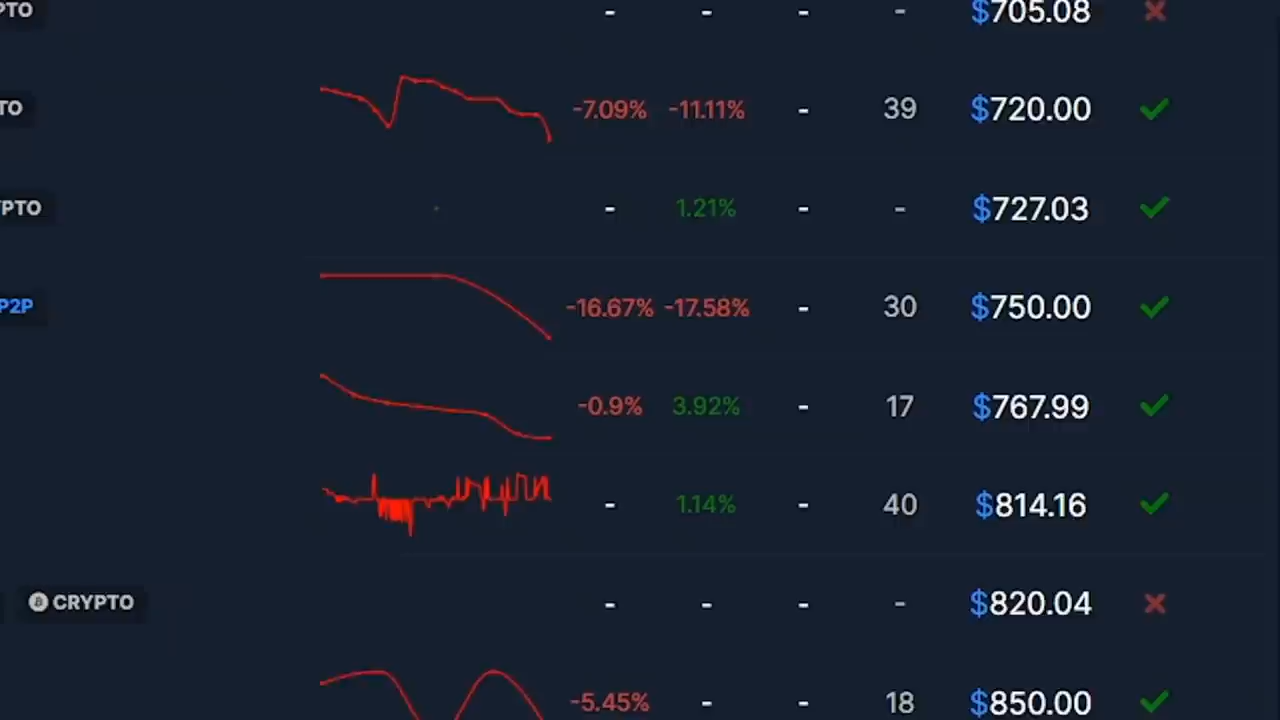 PTO - - - - $705.08
TO -7.09% -11.11% - 39 $720.00
YPTO - 1.21% - - $727.03
P2P -16.67% -17.58% - 30 $750.00
-0.9% 3.92% - 17 $767.99
- 1.14% - 40 $814.16
CRYPTO - - - - $820.04
-5.45% - - 18 $850.00